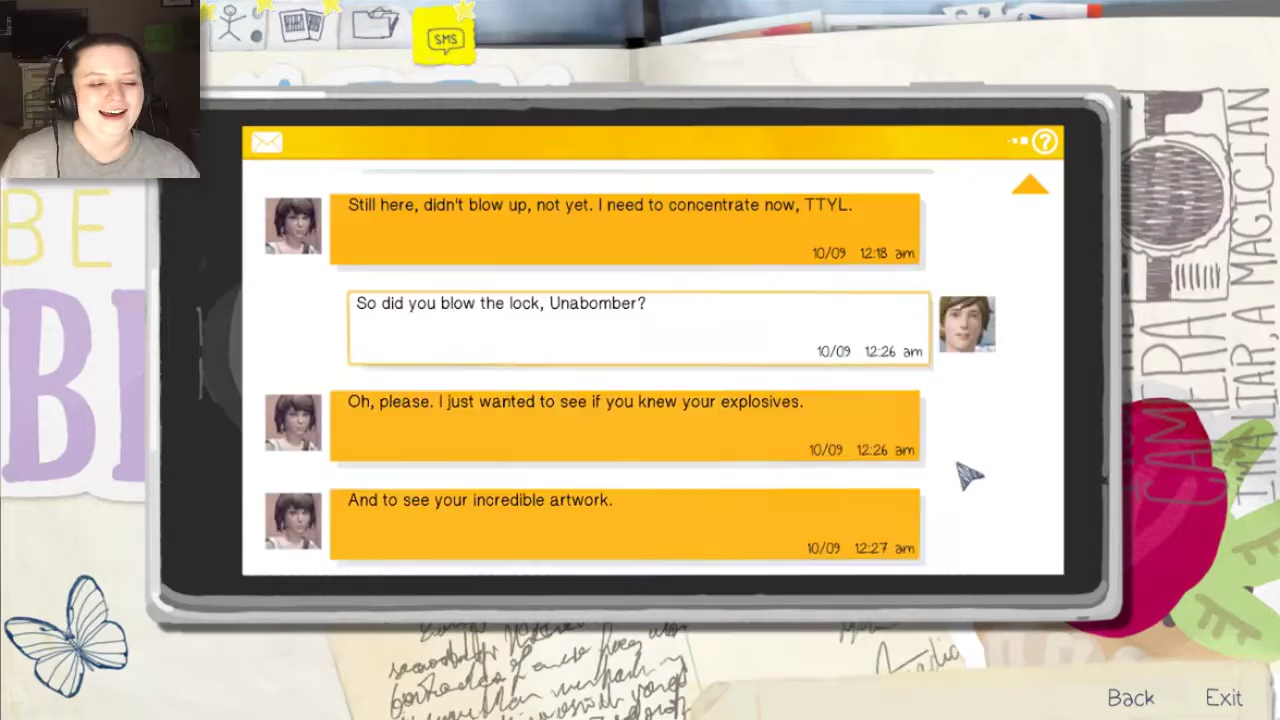 SMS
Still here, didn't blow up, not yet. I need to concentrate now, TTYL.
10/09 12:18 am
So did you blow the lock, Unabomber?
10/09 12:26 am
Oh, please. I just wanted to see if you knew your explosives.
10/09 12:26 am
And to see your incredible artwork.
10/09 12:27 am
BE
CAMERA
LIAR, A MAGICIAN
Back
Exit